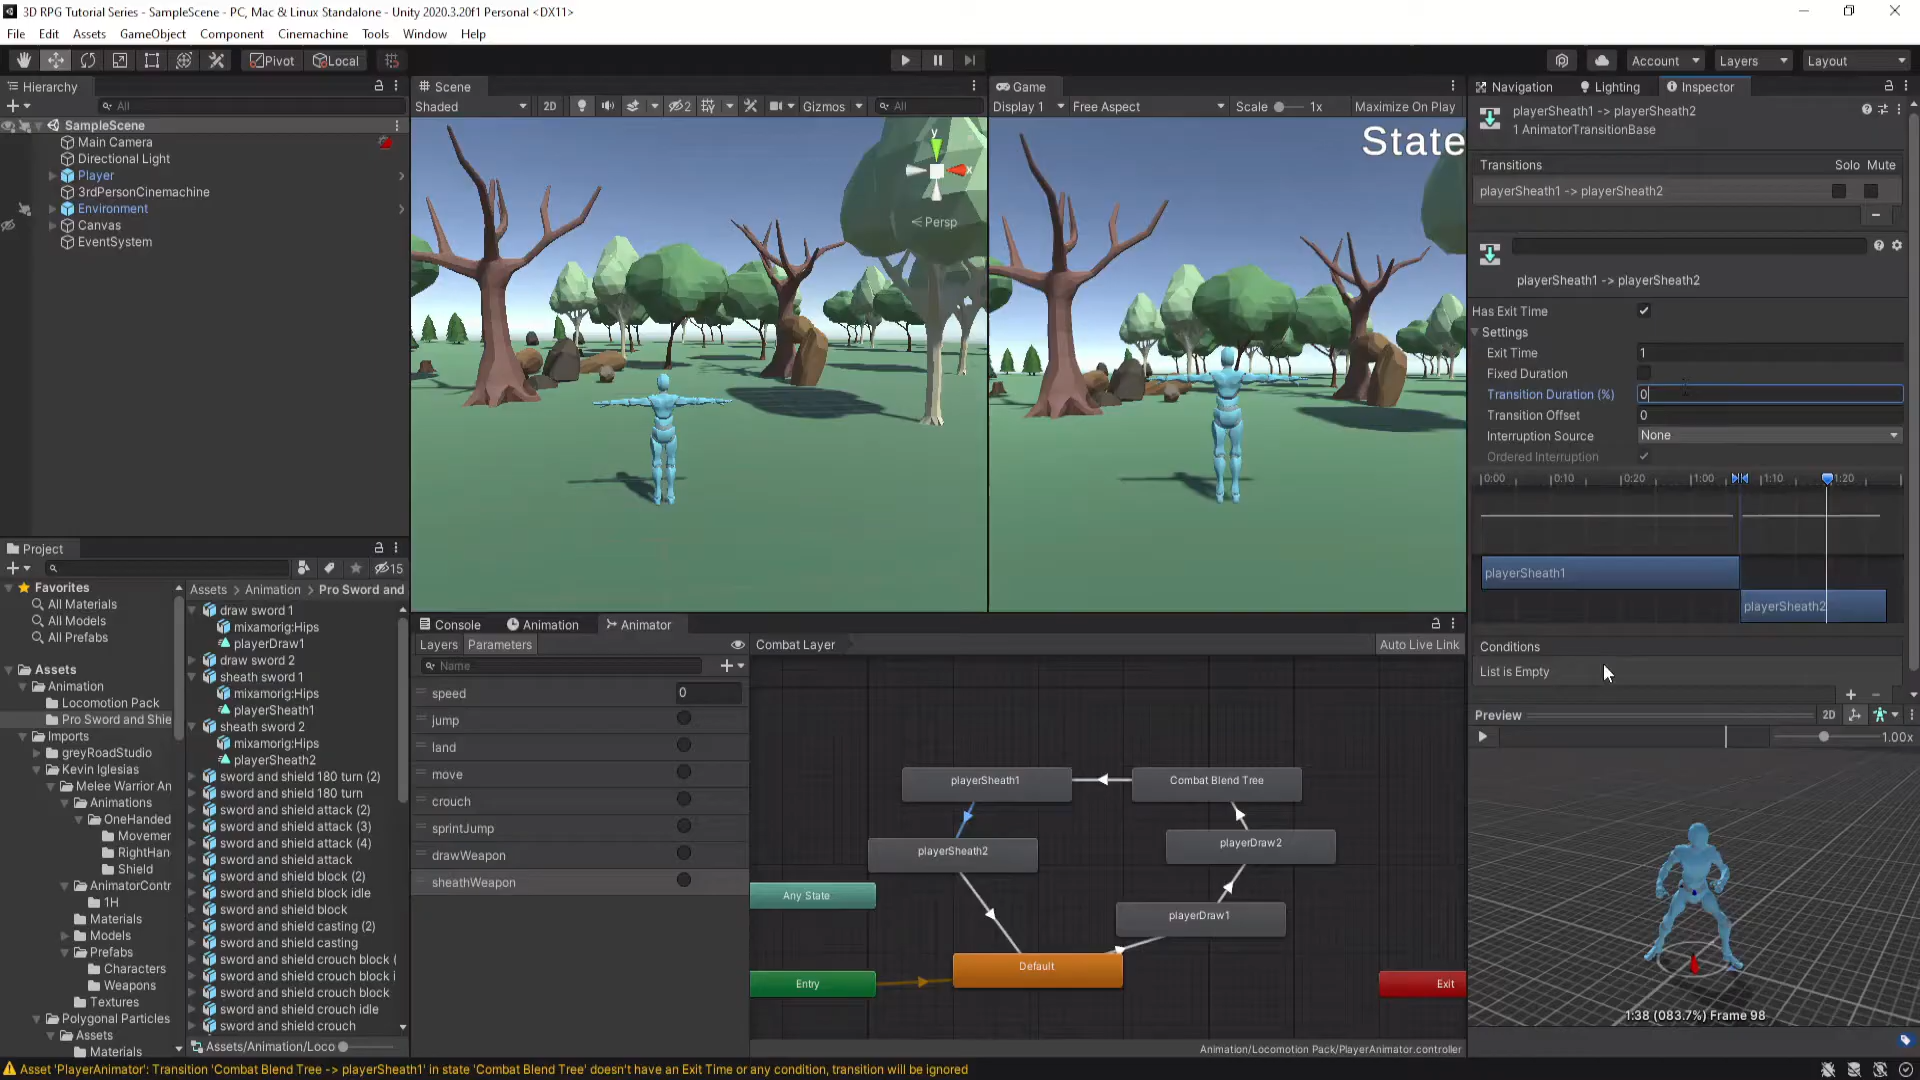 3D RPG Tutorial Series - SampleScene - PC, Mac & Linux Standalone - Unity 2020.3.20f1 Personal <DX11>
File Edit Assets GameObject Component Cinemachine Tools Window Help
Pivot Local Account Layers Layout
Hierarchy
All
SampleScene
Main Camera
Directional Light
Player
3rdPersonCinemachine
Environment
Canvas
EventSystem
Scene
Shaded 2D 2 Gizmos All
y
x
Persp
Game
Display 1 Free Aspect Scale 1x Maximize On Play
State
Navigation Lighting Inspector
playerSheath1 -> playerSheath2
1 AnimatorTransitionBase
Transitions Solo Mute
playerSheath1 -> playerSheath2
playerSheath1 -> playerSheath2
Has Exit Time
Settings
Exit Time 1
Fixed Duration
Transition Duration (%) 0
Transition Offset 0
Interruption Source None
Ordered Interruption
0:00 0:10 0:20 1:00 1:10 1:20
playerSheath1
playerSheath2
Conditions
List is Empty
Preview 2D
1.00x
1:38 (083.7%) Frame 98
Project
15
Favorites
All Materials
All Models
All Prefabs
Assets
Animation
Locomotion Pack
Pro Sword and Shie
Imports
greyRoadStudio
Kevin Iglesias
Melee Warrior An
Animations
OneHanded
Movemer
RightHan
Shield
AnimatorContr
1H
Materials
Models
Prefabs
Characters
Weapons
Textures
Polygonal Particles
Assets
Materials
Assets > Animation > Pro Sword and
draw sword 1
mixamorig:Hips
playerDraw1
draw sword 2
sheath sword 1
mixamorig:Hips
playerSheath1
sheath sword 2
mixamorig:Hips
playerSheath2
sword and shield 180 turn (2)
sword and shield 180 turn
sword and shield attack (2)
sword and shield attack (3)
sword and shield attack (4)
sword and shield attack
sword and shield block (2)
sword and shield block idle
sword and shield block
sword and shield casting (2)
sword and shield casting
sword and shield crouch block (
sword and shield crouch block i
sword and shield crouch block
sword and shield crouch idle
sword and shield crouch
Assets/Animation/Loco
Console Animation Animator
Layers Parameters Combat Layer Auto Live Link
Name
speed 0
jump
land
move
crouch
sprintJump
drawWeapon
sheathWeapon
playerSheath1
Combat Blend Tree
playerSheath2
playerDraw2
Any State
playerDraw1
Default
Entry
Exit
Animation/Locomotion Pack/PlayerAnimator.controller
Asset 'PlayerAnimator': Transition 'Combat Blend Tree -> playerSheath1' in state 'Combat Blend Tree' doesn't have an Exit Time or any condition, transition will be ignored